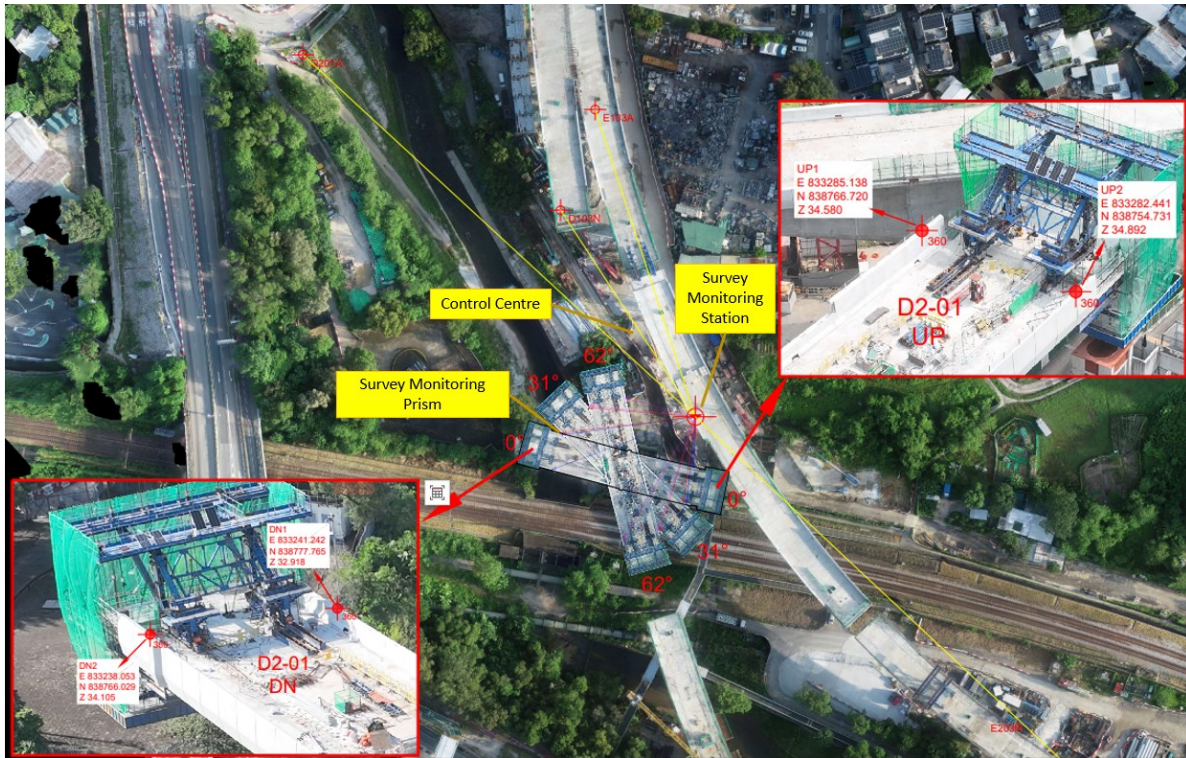 E103A
D103N
UP1
E 833285.138
N 838766.720
Z 34.580
UP2
E 833282.441
N 838754.731
Z 34.892
360
360
D2-01
UP
Survey
Monitoring
Station
Control Centre
Survey Monitoring
Prism
62°
31°
0°
0°
31°
62°
DN1
E 833241.242
N 838777.765
Z 32.918
360
360
DN2
E 833238.053
N 838766.029
Z 34.105
D2-01
DN